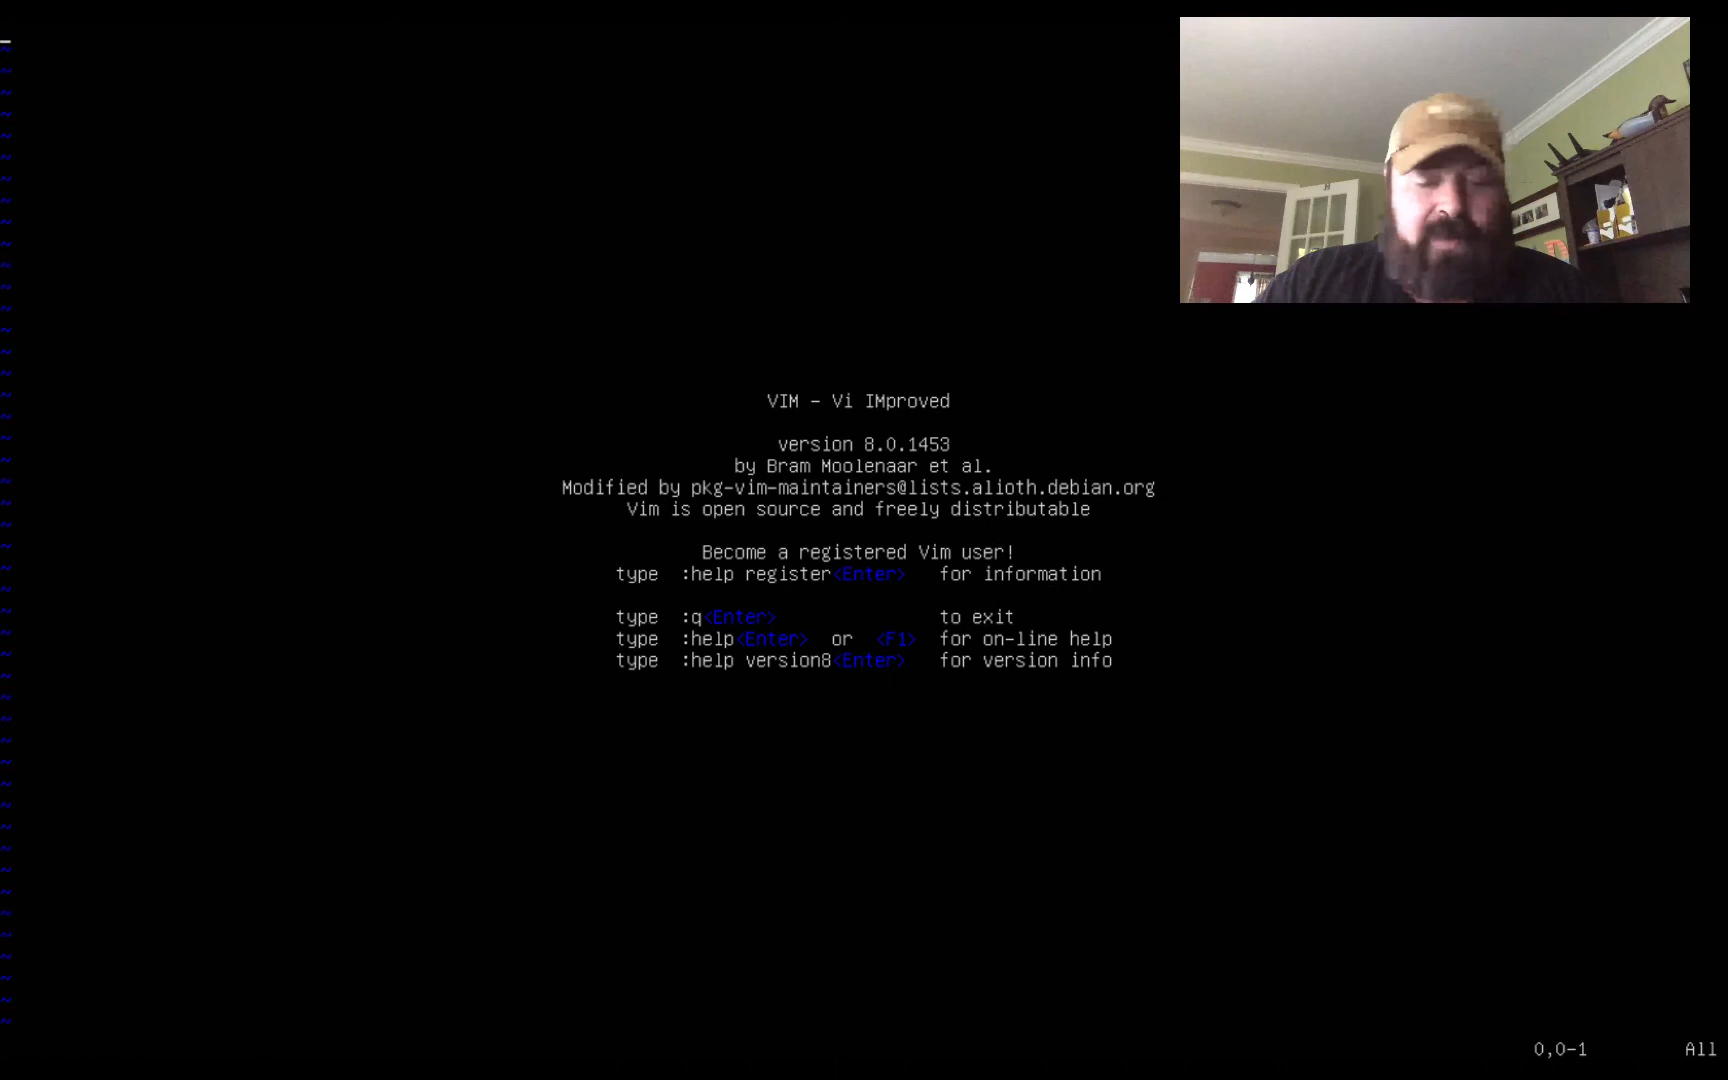 VIM - Vi IMproved
version 8.0.1453
by Bram Moolenaar et al.
Modified by pkg-vim-maintainers@lists.alioth.debian.org
Vim is open source and freely distributable
Become a registered Vim user!
type :help register<Enter> for information
type :q<Enter> to exit
type :help<Enter> or <F1> for on-line help
type :help version8<Enter> for version info
0,0-1 All